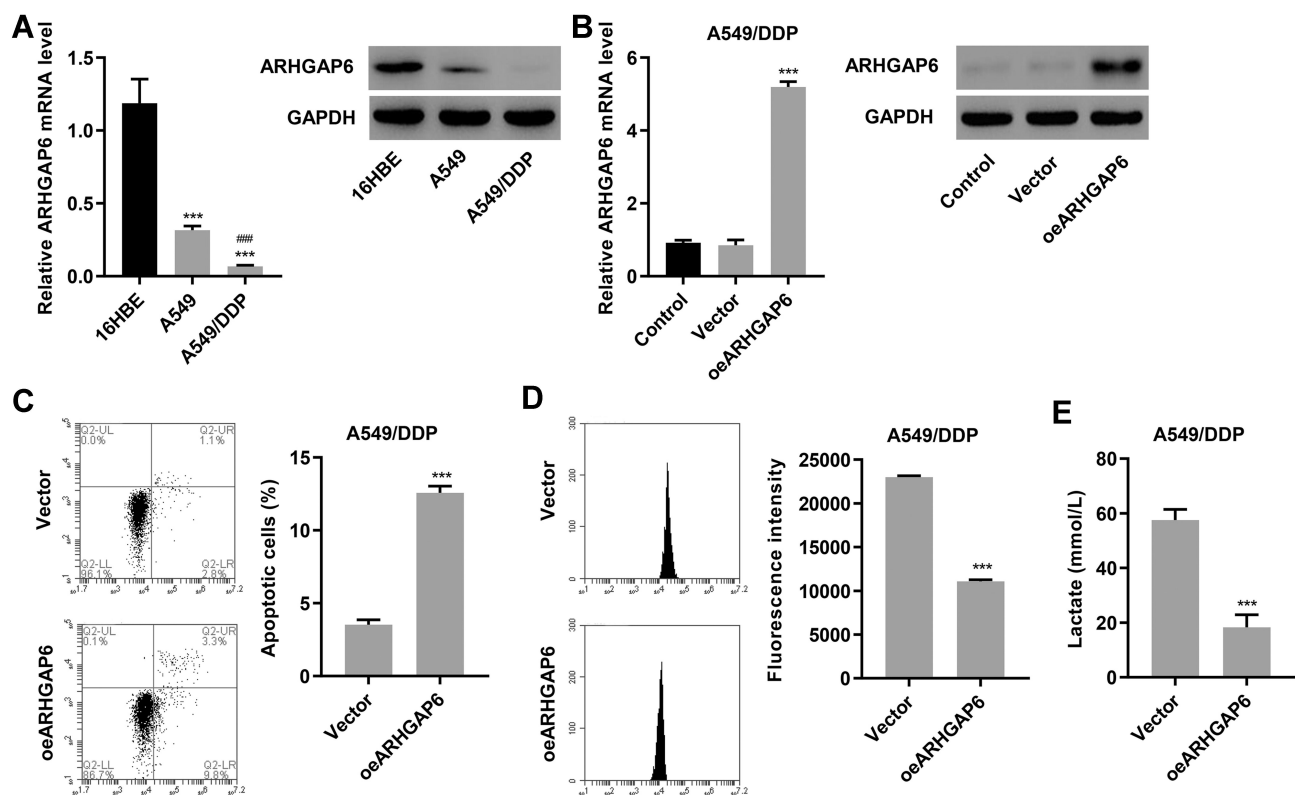 A
Relative ARHGAP6 mRNA level
1.5
1.0
0.5
0.0
***
###
***
16HBE
A549
A549/DDP
ARHGAP6
GAPDH
16HBE
A549
A549/DDP
B
A549/DDP
Relative ARHGAP6 mRNA level
6
4
2
0
***
Control
Vector
oeARHGAP6
ARHGAP6
GAPDH
Control
Vector
oeARHGAP6
C
Vector
Q2-UL
0.0%
Q2-UR
1.1%
Q2-LL
96.1%
Q2-LR
2.8%
oeARHGAP6
Q2-UL
0.1%
Q2-UR
3.3%
Q2-LL
86.7%
Q2-LR
9.8%
A549/DDP
Apoptotic cells (%)
15
10
5
0
***
Vector
oeARHGAP6
D
Vector
300
200
100
0
oeARHGAP6
300
200
100
0
A549/DDP
Fluorescence intensity
25000
20000
15000
10000
5000
0
***
Vector
oeARHGAP6
E
A549/DDP
Lactate (mmol/L)
80
60
40
20
0
***
Vector
oeARHGAP6